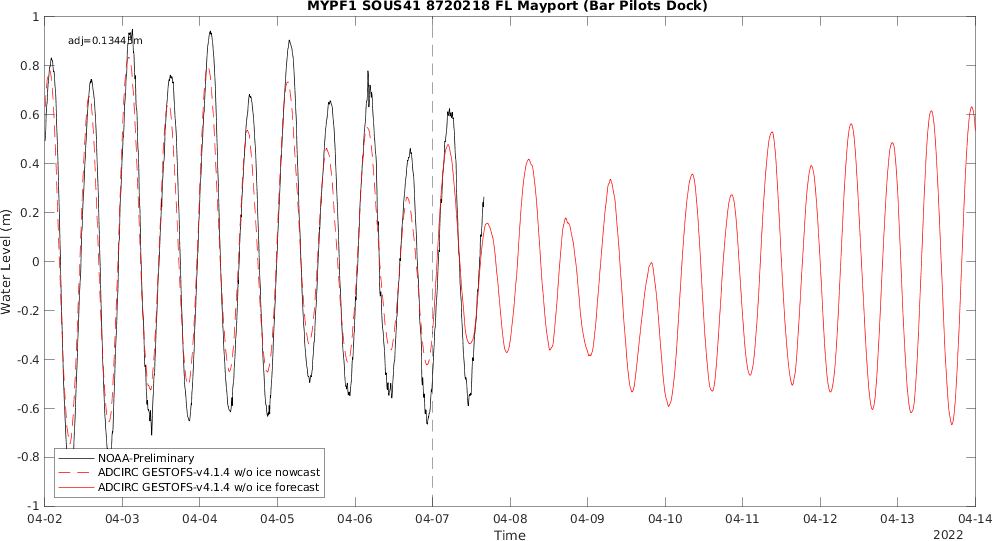 MYPF1 SOUS41 8720218 FL Mayport (Bar Pilots Dock)
adj=0.13443m
Water Level (m)
1
0.8
0.6
0.4
0.2
0
-0.2
-0.4
-0.6
-0.8
-1
NOAA-Preliminary
ADCIRC GESTOFS-v4.1.4 w/o ice nowcast
ADCIRC GESTOFS-v4.1.4 w/o ice forecast
04-02 04-03 04-04 04-05 04-06 04-07 04-08 04-09 04-10 04-11 04-12 04-13 04-14
Time
2022